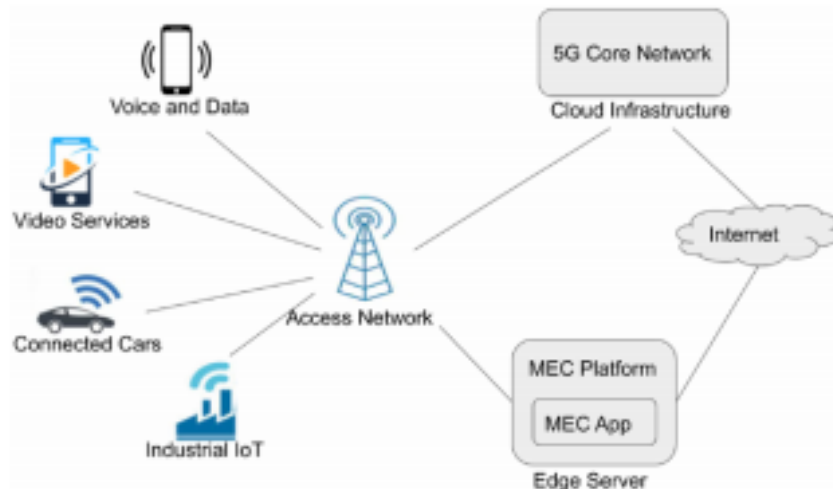 Voice and Data
Video Services
Connected Cars
Industrial IoT
Access Network
5G Core Network
Cloud Infrastructure
Internet
MEC Platform
MEC App
Edge Server